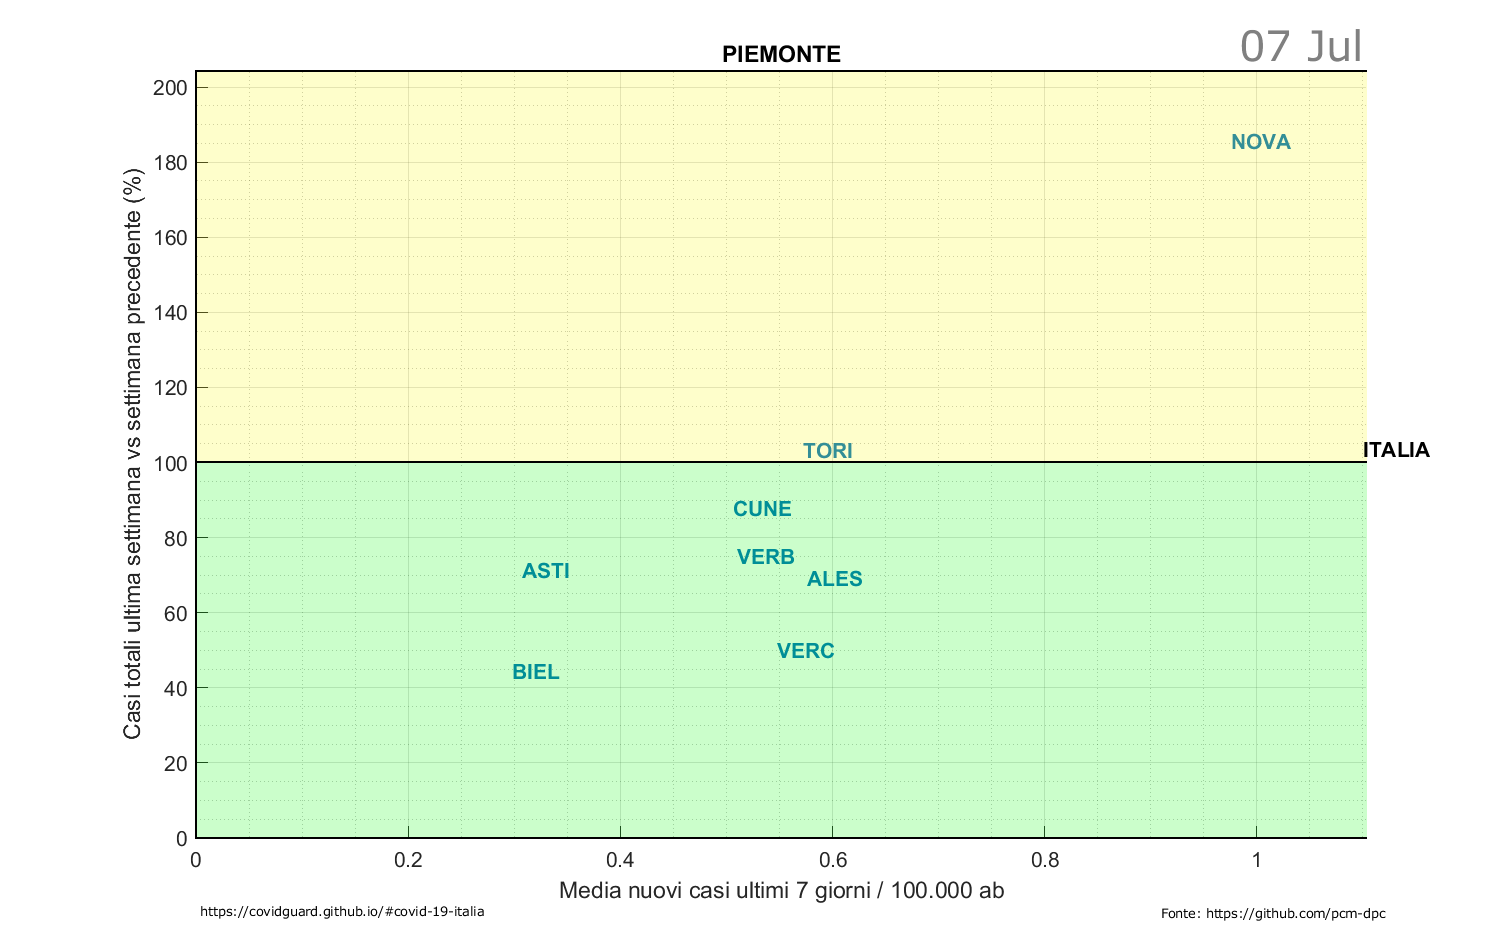 PIEMONTE
07 Jul
200
180
160
140
120
100
80
60
40
20
0
Casi totali ultima settimana vs settimana precedente (%)
NOVA
TORI
ITALIA
CUNE
VERB
ASTI
ALES
VERC
BIEL
0 0.2 0.4 0.6 0.8 1
Media nuovi casi ultimi 7 giorni / 100.000 ab
https://covidguard.github.io/#covid-19-italia
Fonte: https://github.com/pcm-dpc